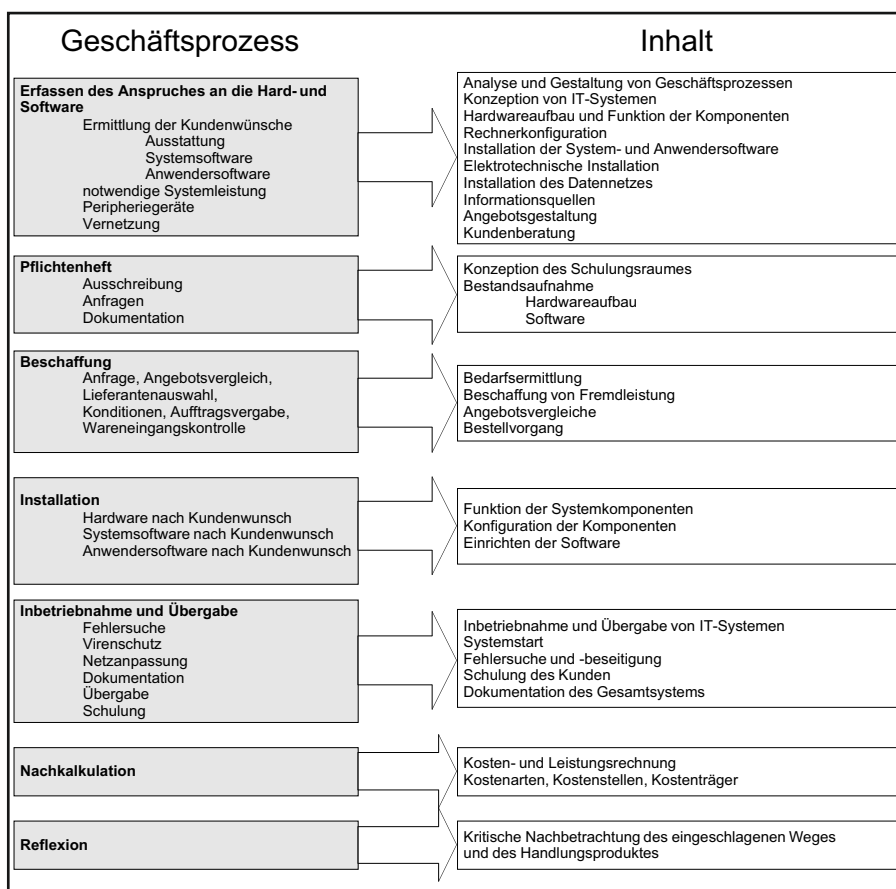 Geschäftsprozess
Inhalt
Erfassen des Anspruches an die Hard- und
Software
Ermittlung der Kundenwünsche
Ausstattung
Systemsoftware
Anwendersoftware
notwendige Systemleistung
Peripheriegeräte
Vernetzung
Analyse und Gestaltung von Geschäftsprozessen
Konzeption von IT-Systemen
Hardwareaufbau und Funktion der Komponenten
Rechnerkonfiguration
Installation der System- und Anwendersoftware
Elektrotechnische Installation
Installation des Datennetzes
Informationsquellen
Angebotsgestaltung
Kundenberatung
Pflichtenheft
Ausschreibung
Anfragen
Dokumentation
Konzeption des Schulungsraumes
Bestandsaufnahme
Hardwareaufbau
Software
Beschaffung
Anfrage, Angebotsvergleich,
Lieferantenauswahl,
Konditionen, Aufftragsvergabe,
Wareneingangskontrolle
Bedarfsermittlung
Beschaffung von Fremdleistung
Angebotsvergleiche
Bestellvorgang
Installation
Hardware nach Kundenwunsch
Systemsoftware nach Kundenwunsch
Anwendersoftware nach Kundenwunsch
Funktion der Systemkomponenten
Konfiguration der Komponenten
Einrichten der Software
Inbetriebnahme und Übergabe
Fehlersuche
Virenschutz
Netzanpassung
Dokumentation
Übergabe
Schulung
Inbetriebnahme und Übergabe von IT-Systemen
Systemstart
Fehlersuche und -beseitigung
Schulung des Kunden
Dokumentation des Gesamtsystems
Nachkalkulation
Kosten- und Leistungsrechnung
Kostenarten, Kostenstellen, Kostenträger
Reflexion
Kritische Nachbetrachtung des eingeschlagenen Weges
und des Handlungsproduktes